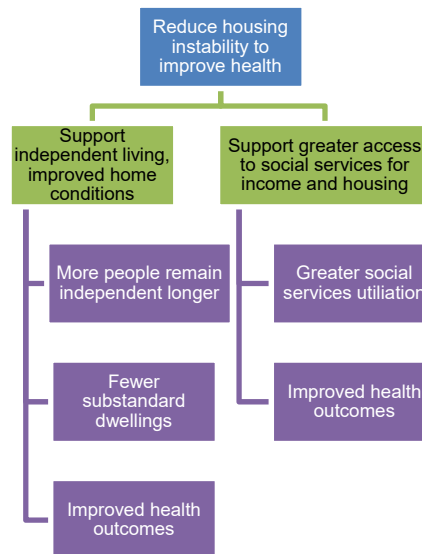 Reduce housing
instability to
improve health
Support
independent living,
improved home
conditions
Support greater access
to social services for
income and housing
More people remain
independent longer
Greater social
services utiliation
Fewer
substandard
dwellings
Improved health
outcomes
Improved health
outcomes